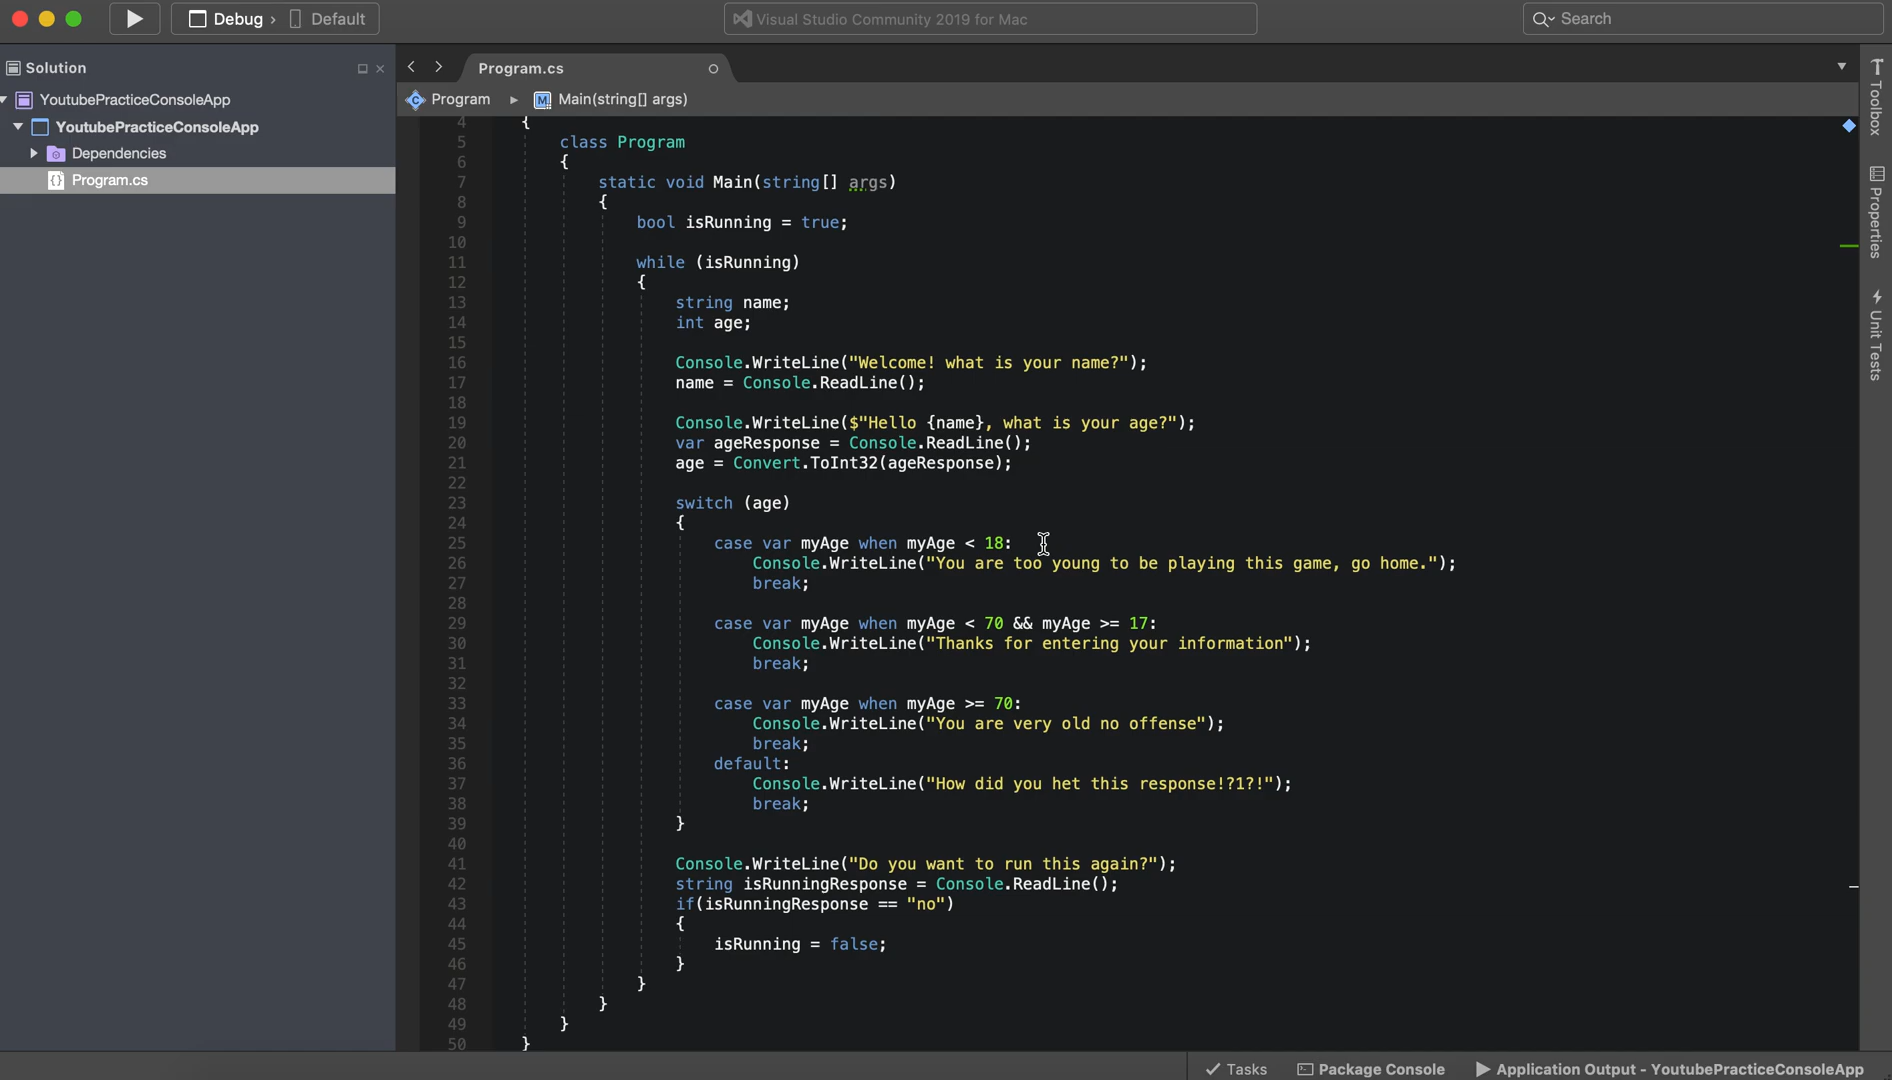 Debug › Default
Visual Studio Community 2019 for Mac
Search
Solution
YoutubePracticeConsoleApp
YoutubePracticeConsoleApp
Dependencies
Program.cs
Program.cs
Program ▸ Main(string[] args)
4 {
5 class Program
6 {
7 static void Main(string[] args)
8 {
9 bool isRunning = true;
10
11 while (isRunning)
12 {
13 string name;
14 int age;
15
16 Console.WriteLine("Welcome! what is your name?");
17 name = Console.ReadLine();
18
19 Console.WriteLine($"Hello {name}, what is your age?");
20 var ageResponse = Console.ReadLine();
21 age = Convert.ToInt32(ageResponse);
22
23 switch (age)
24 {
25 case var myAge when myAge < 18:
26 Console.WriteLine("You are too young to be playing this game, go home.");
27 break;
28
29 case var myAge when myAge < 70 && myAge >= 17:
30 Console.WriteLine("Thanks for entering your information");
31 break;
32
33 case var myAge when myAge >= 70:
34 Console.WriteLine("You are very old no offense");
35 break;
36 default:
37 Console.WriteLine("How did you het this response!?1?!");
38 break;
39 }
40
41 Console.WriteLine("Do you want to run this again?");
42 string isRunningResponse = Console.ReadLine();
43 if(isRunningResponse == "no")
44 {
45 isRunning = false;
46 }
47 }
48 }
49 }
50 }
Toolbox
Properties
Unit Tests
Tasks
Package Console
Application Output - YoutubePracticeConsoleApp